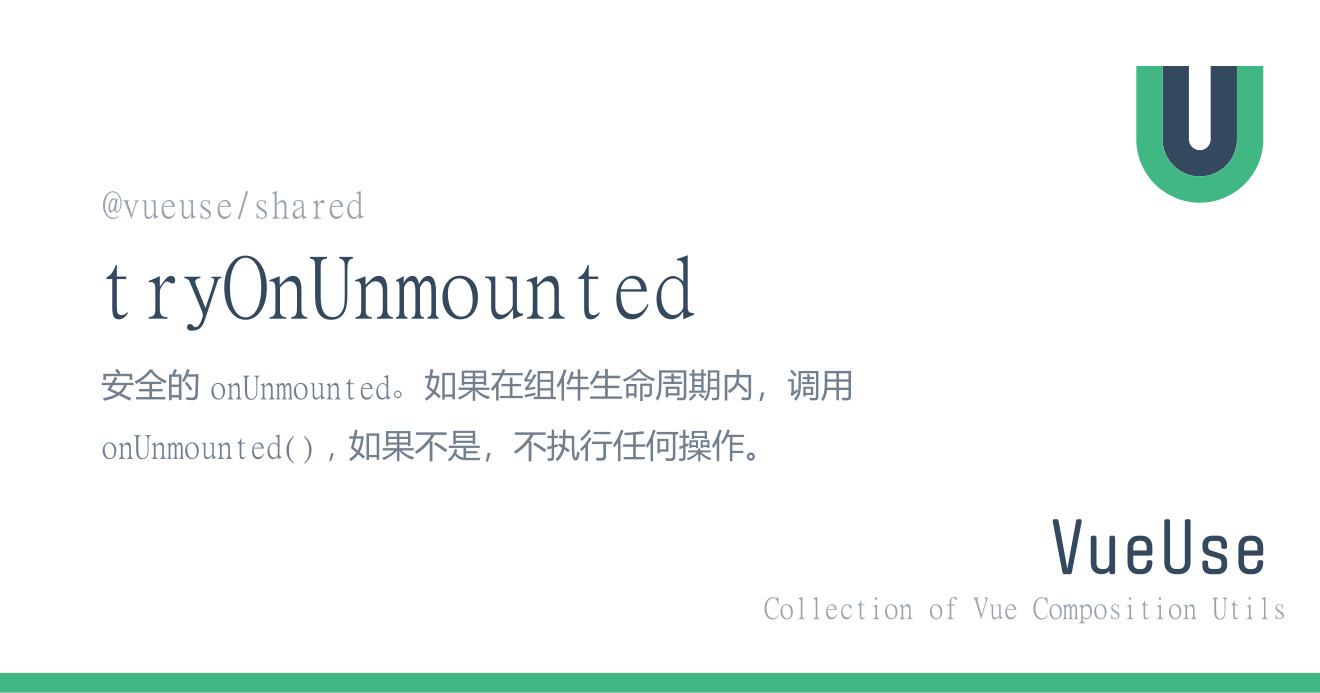 @vueuse/shared
tryOnUnmounted
安全的 onUnmounted。如果在组件生命周期内，调用
onUnmounted()，如果不是，不执行任何操作。
VueUse
Collection of Vue Composition Utils